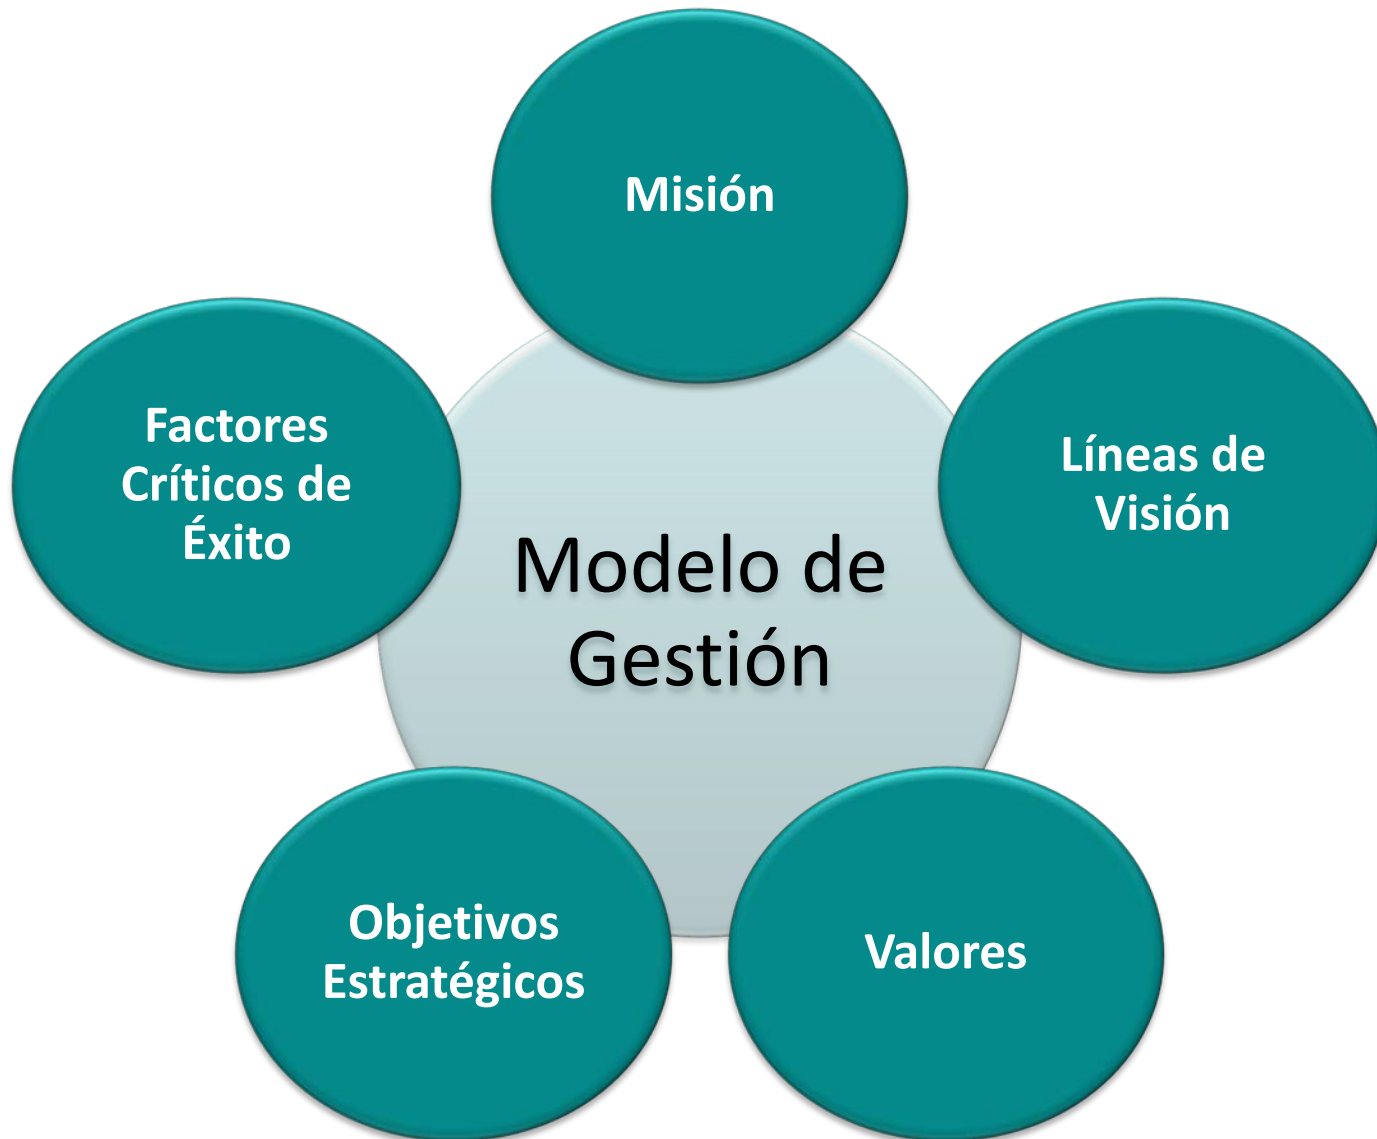 Misión
Factores
Críticos de
Éxito
Líneas de
Visión
Modelo de
Gestión
Objetivos
Estratégicos
Valores